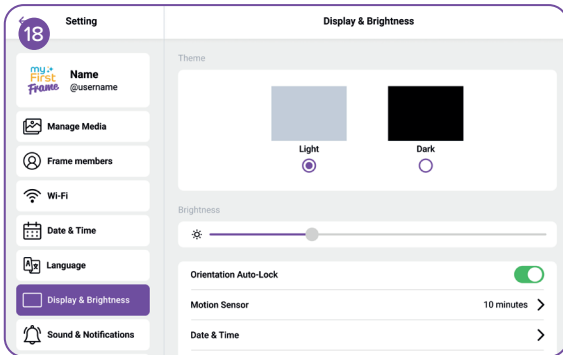 18
Setting
Display & Brightness
my
First
Frame
Name
@username
Manage Media
Frame members
Wi-Fi
Date & Time
Language
Display & Brightness
Sound & Notifications
Theme
Light
Dark
Brightness
Orientation Auto-Lock
Motion Sensor
10 minutes
Date & Time